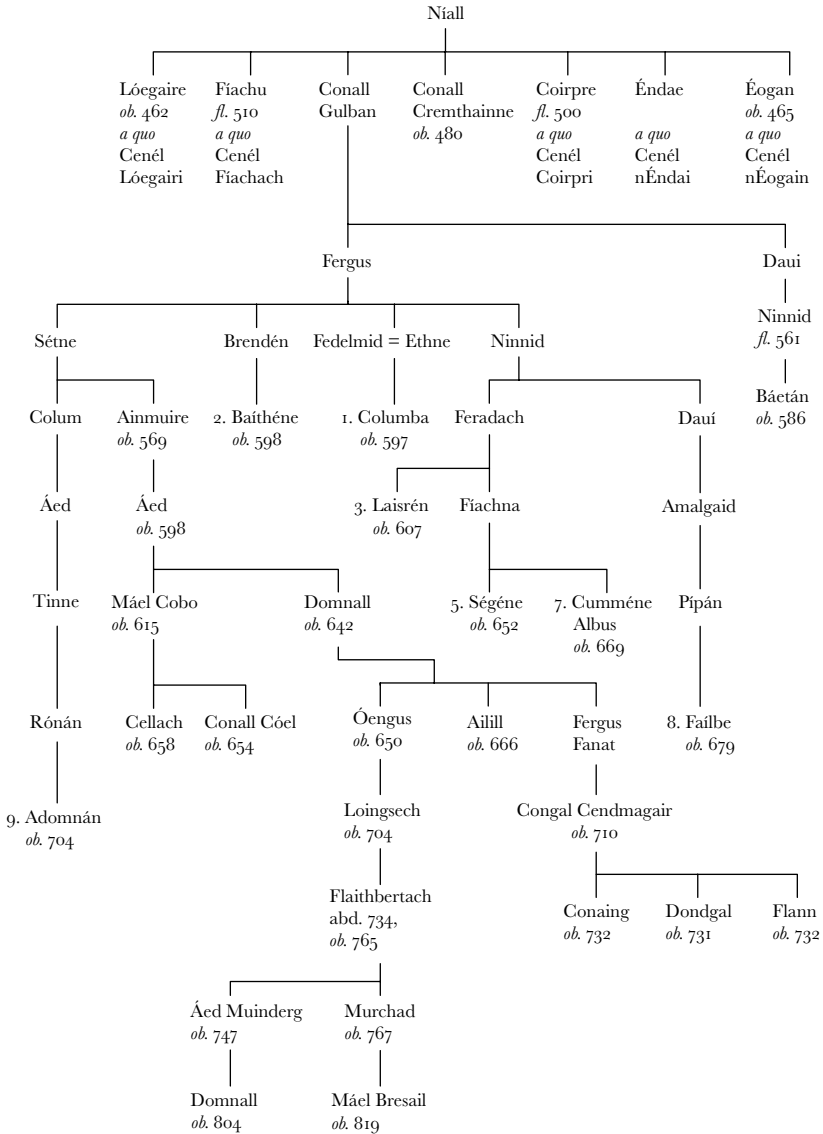 Níall
Lóegaire Fíachu Conall Conall Coirpre Éndae Éogan
ob. 462 fl. 510 Gulban Cremthainne fl. 500 ob. 465
a quo a quo ob. 480 a quo a quo a quo
Cenél Cenél Cenél Cenél Cenél
Lóegairi Fíachach Coirpri nÉndai nÉogain
Fergus Daui
Ninnid
fl. 561
Sétne Brendén Fedelmid = Ethne Ninnid
Báetán
ob. 586
Colum Ainmuire 2. Baíthéne 1. Columba Feradach Dauí
ob. 569 ob. 598 ob. 597
Áed Áed 3. Laisrén Fíachna Amalgaid
ob. 598 ob. 607
Tinne Máel Cobo Domnall 5. Ségéne 7. Cumméne Pípán
ob. 615 ob. 642 ob. 652 Albus
ob. 669
Rónán Cellach Conall Cóel Óengus Ailill Fergus 8. Faílbe
ob. 658 ob. 654 ob. 650 ob. 666 Fanat ob. 679
9. Adomnán Loingsech Congal Cendmagair
ob. 704 ob. 704 ob. 710
Flaithbertach Conaing Dondgal Flann
abd. 734, ob. 732 ob. 731 ob. 732
ob. 765
Áed Muinderg Murchad
ob. 747 ob. 767
Domnall Máel Bresail
ob. 804 ob. 819